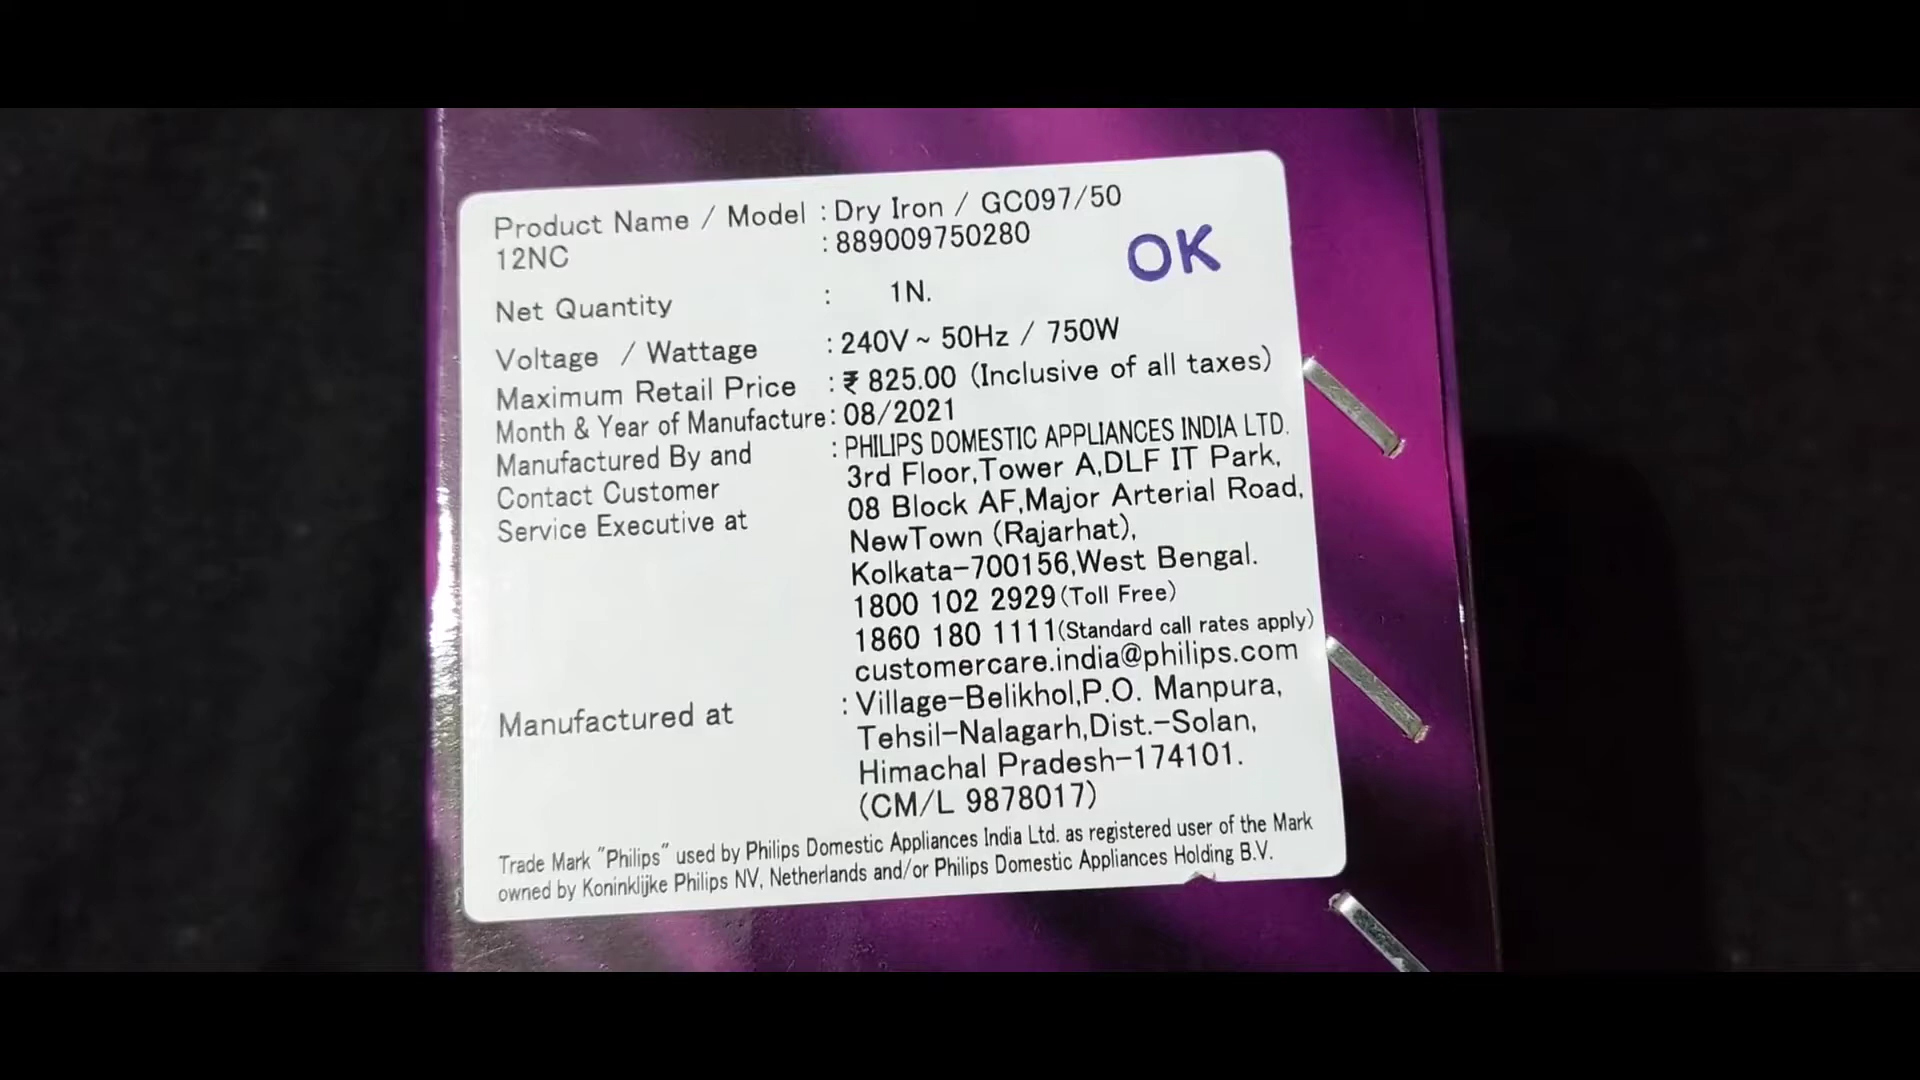 Product Name / Model : Dry Iron / GC097/50
12NC : 889009750280
OK
Net Quantity : 1N.
Voltage / Wattage : 240V ~ 50Hz / 750W
Maximum Retail Price : ₹ 825.00 (Inclusive of all taxes)
Month & Year of Manufacture: 08/2021
Manufactured By and : PHILIPS DOMESTIC APPLIANCES INDIA LTD.
Contact Customer 3rd Floor,Tower A,DLF IT Park,
Service Executive at 08 Block AF,Major Arterial Road,
NewTown (Rajarhat),
Kolkata-700156,West Bengal.
1800 102 2929(Toll Free)
1860 180 1111(Standard call rates apply)
customercare.india@philips.com
Manufactured at : Village-Belikhol,P.O. Manpura,
Tehsil-Nalagarh,Dist.-Solan,
Himachal Pradesh-174101.
(CM/L 9878017)
Trade Mark "Philips" used by Philips Domestic Appliances India Ltd. as registered user of the Mark
owned by Koninklijke Philips NV, Netherlands and/or Philips Domestic Appliances Holding B.V.